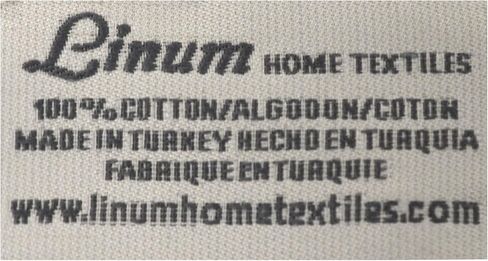 Linum HOME TEXTILES
100% COTTON/ALGODON/COTON
MADE IN TURKEY HECHO EN TURQUIA
FABRIQUE EN TURQUIE
www.linumhometextiles.com